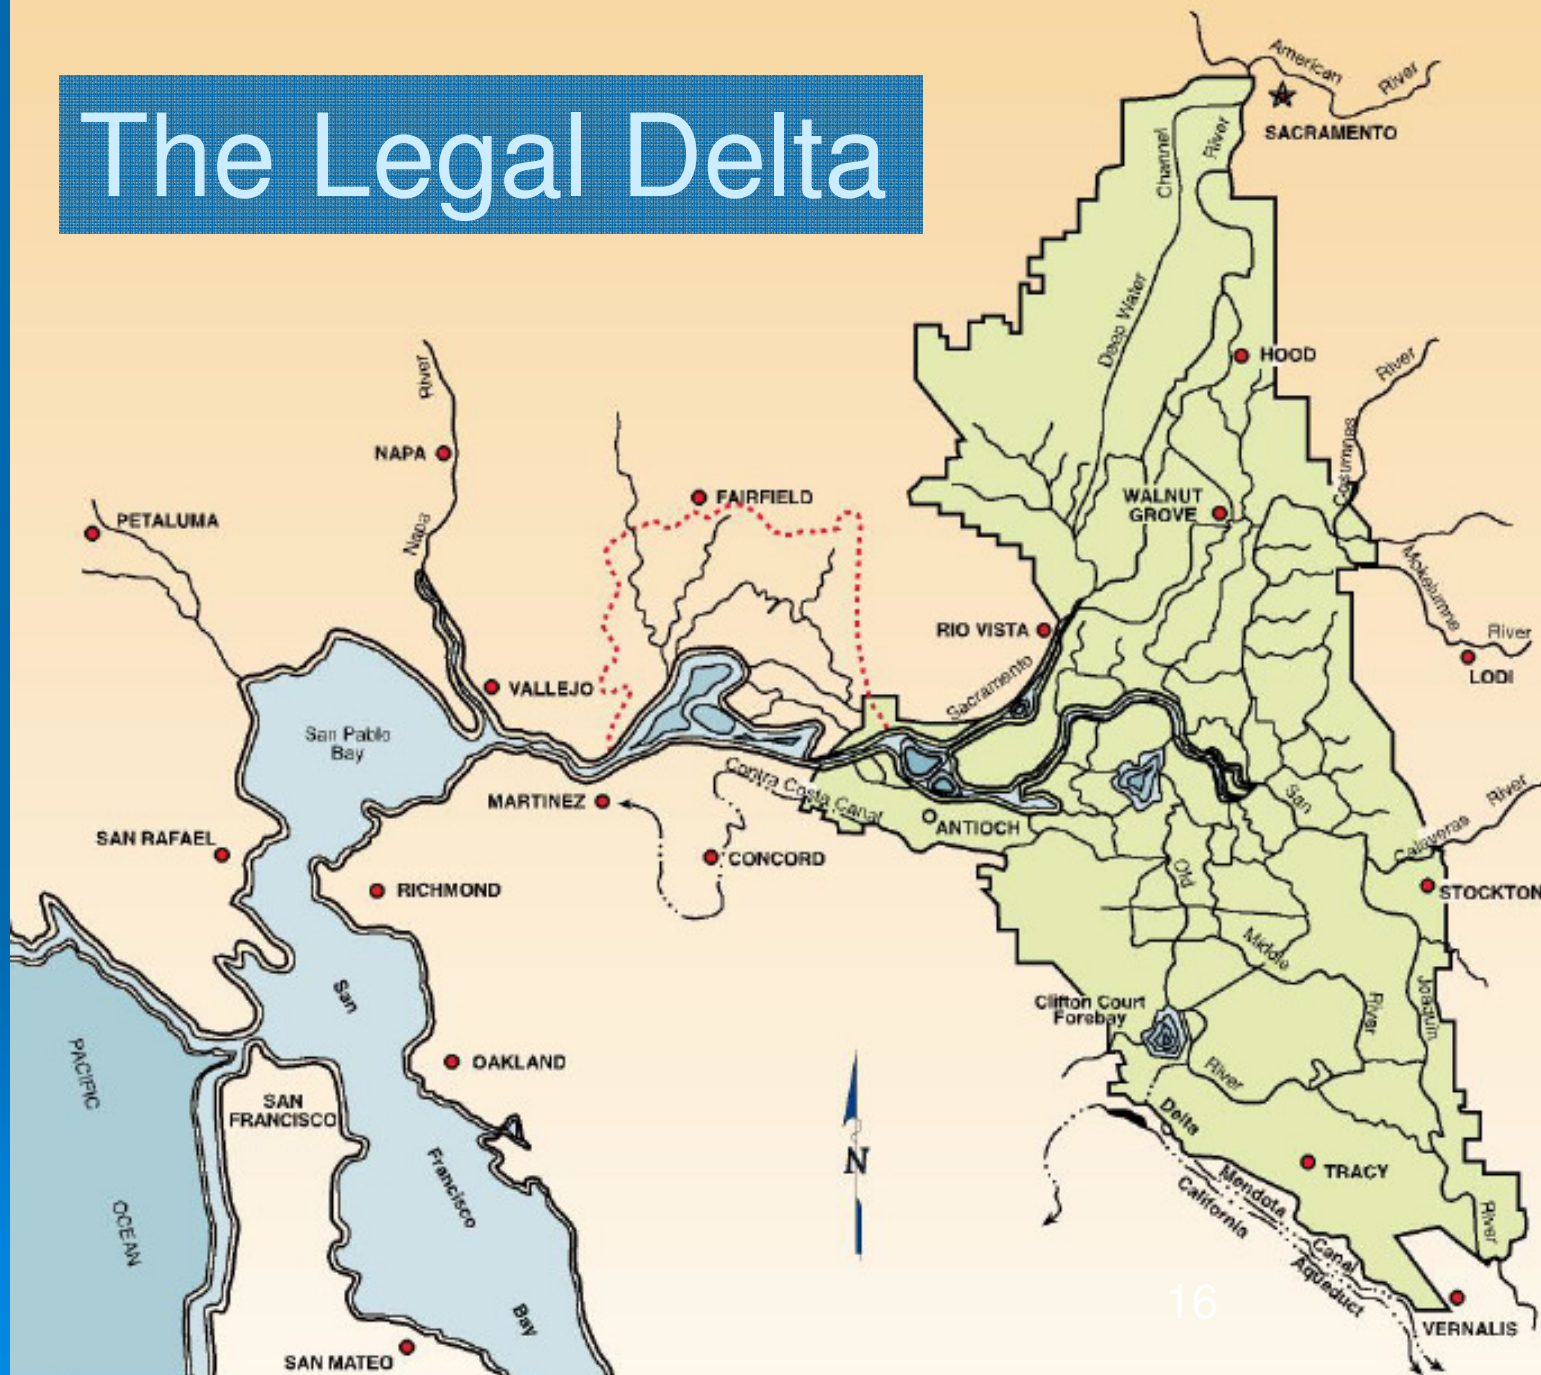 The Legal Delta
American
River
SACRAMENTO
Channel
River
Deep Water
HOOD
River
River
NAPA
Cosumnes
FAIRFIELD
WALNUT
GROVE
PETALUMA
Napa
Mokelumne
RIO VISTA
River
LODI
VALLEJO
Sacramento
San Pablo
Bay
Contra Costa Canal
MARTINEZ
San
River
ANTIOCH
Calaveras
SAN RAFAEL
CONCORD
Old
RICHMOND
STOCKTON
Middle
San
Clifton Court
Forebay
River
Joaquin
PACIFIC
OAKLAND
River
SAN
FRANCISCO
Delta
N
TRACY
Mendota
Francisco
California
OCEAN
River
Canal
Aqueduct
16
Bay
VERNALIS
SAN MATEO